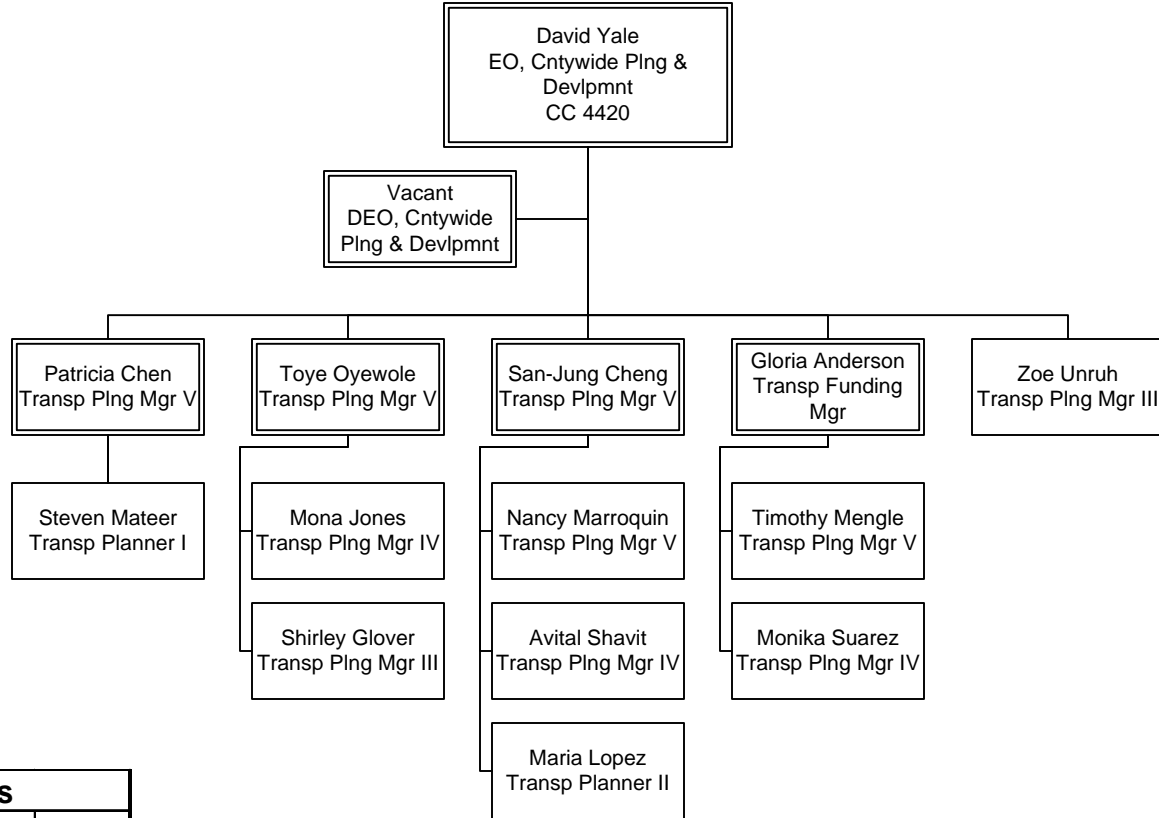 David Yale
EO, Cntywide Plng &
Devlpmnt
CC 4420
Vacant
DEO, Cntywide
Plng & Devlpmnt
Patricia Chen
Transp Plng Mgr V
Toye Oyewole
Transp Plng Mgr V
San-Jung Cheng
Transp Plng Mgr V
Gloria Anderson
Transp Funding
Mgr
Zoe Unruh
Transp Plng Mgr III
Steven Mateer
Transp Planner I
Mona Jones
Transp Plng Mgr IV
Nancy Marroquin
Transp Plng Mgr V
Timothy Mengle
Transp Plng Mgr V
Shirley Glover
Transp Plng Mgr III
Avital Shavit
Transp Plng Mgr IV
Monika Suarez
Transp Plng Mgr IV
Maria Lopez
Transp Planner II